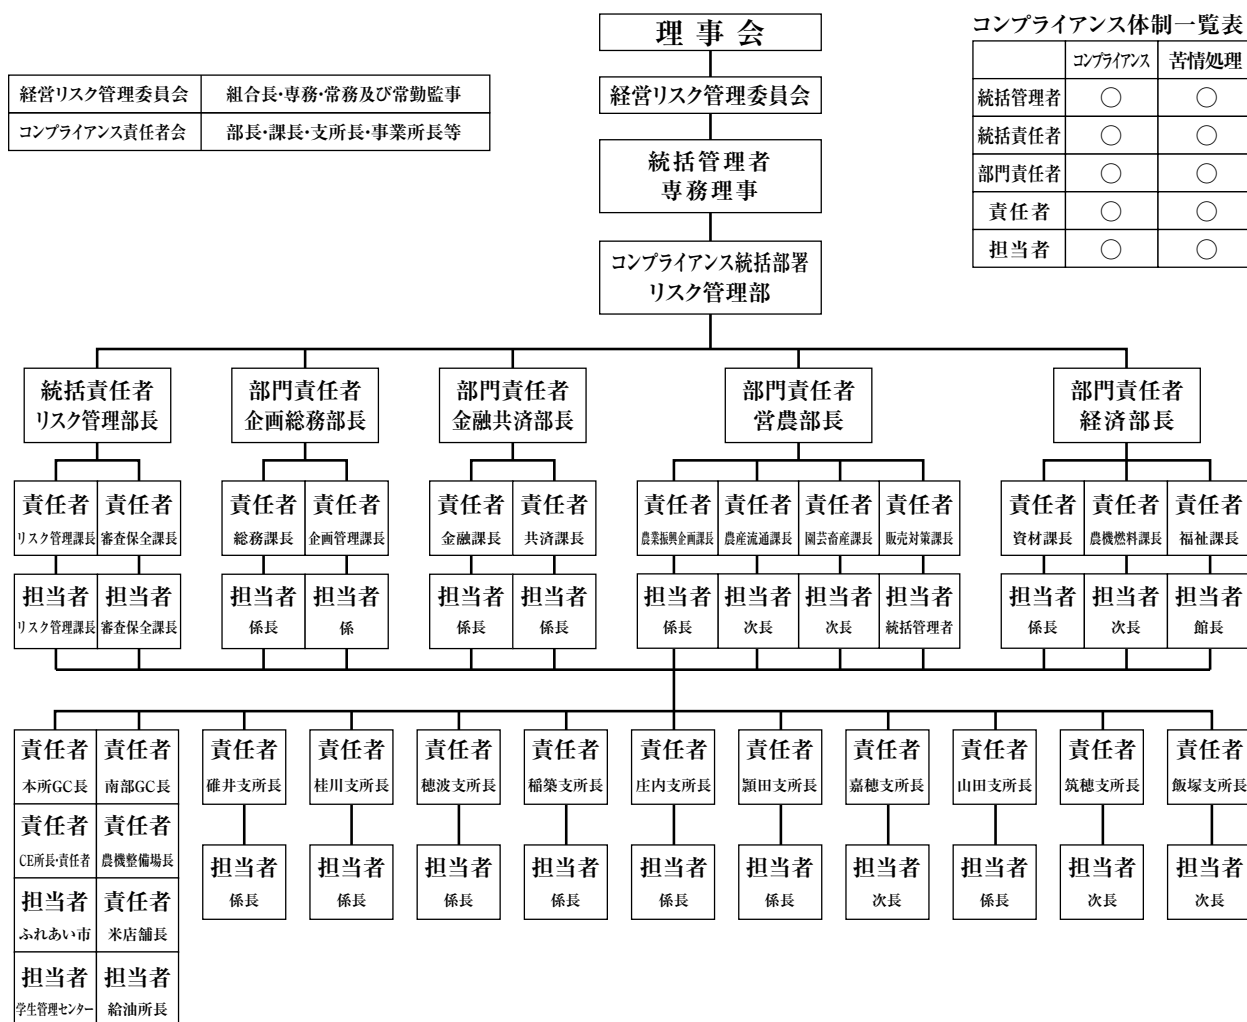 理事会
経営リスク管理委員会
統括管理者
専務理事
コンプライアンス統括部署
リスク管理部
経営リスク管理委員会 組合長・専務・常務及び常勤監事
コンプライアンス責任者会 部長・課長・支所長・事業所長等
コンプライアンス体制一覧表
コンプライアンス 苦情処理
統括管理者 ○ ○
統括責任者 ○ ○
部門責任者 ○ ○
責任者 ○ ○
担当者 ○ ○
統括責任者 部門責任者 部門責任者 部門責任者 部門責任者
リスク管理部長 企画総務部長 金融共済部長 営農部長 経済部長
責任者 責任者 責任者 責任者 責任者 責任者 責任者 責任者 責任者 責任者 責任者 責任者 責任者
リスク管理課長 審査保全課長 総務課長 企画管理課長 金融課長 共済課長 農業振興企画課長 農産流通課長 園芸畜産課長 販売対策課長 資材課長 農機燃料課長 福祉課長
担当者 担当者 担当者 担当者 担当者 担当者 担当者 担当者 担当者 担当者 担当者 担当者 担当者
リスク管理課長 審査保全課長 係長 係 係長 係長 係長 次長 次長 統括管理者 係長 次長 館長
責任者 責任者 責任者 責任者 責任者 責任者 責任者 責任者 責任者 責任者 責任者 責任者
本所GC長 南部GC長 碓井支所長 桂川支所長 穂波支所長 稲築支所長 庄内支所長 頴田支所長 嘉穂支所長 山田支所長 筑穂支所長 飯塚支所長
責任者 責任者
CE所長・責任者 農機整備場長
担当者 担当者 担当者 担当者 担当者 担当者 担当者 担当者 担当者 担当者
係長 係長 係長 係長 係長 係長 次長 係長 次長 次長
担当者 責任者
ふれあい市 米店舗長
担当者 担当者
学生管理センター 給油所長